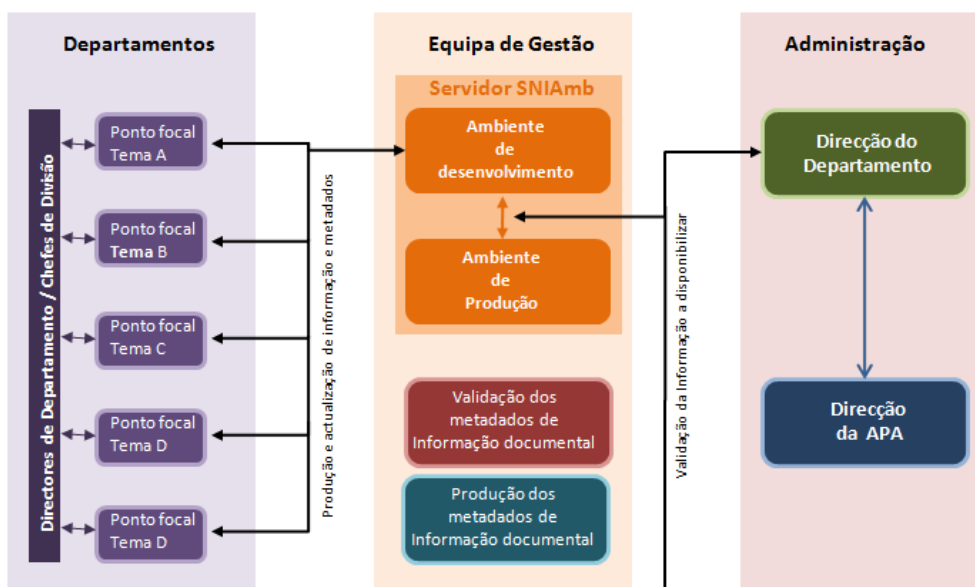 Departamentos
Directores de Departamento / Chefes de Divisão
Ponto focal
Tema A
Ponto focal
Tema B
Ponto focal
Tema C
Ponto focal
Tema D
Ponto focal
Tema D
Produção e actualização de informação e metadados
Equipa de Gestão
Servidor SNIAmb
Ambiente
de
desenvolvimento
Ambiente
de
Produção
Validação dos
metadados de
Informação documental
Produção dos
metadados de
Informação documental
Validação da Informação a disponibilizar
Administração
Direcção do
Departamento
Direcção
da APA